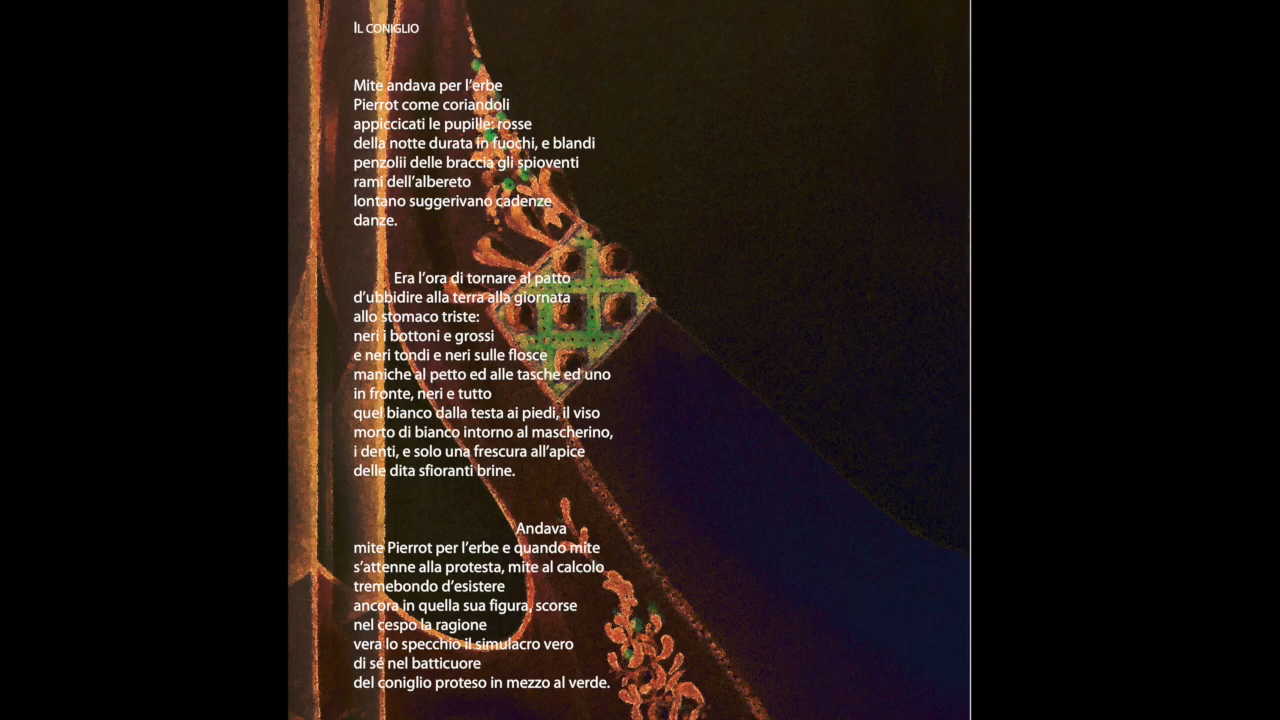 IL CONIGLIO
Mite andava per l’erbe
Pierrot come coriandoli
appiccicati le pupille: rosse
della notte durata in fuochi, e blandi
penzolii delle braccia gli spioventi
rami dell’albereto
lontano suggerivano cadenze
danze.
Era l’ora di tornare al patto
d’ubbidire alla terra alla giornata
allo stomaco triste:
neri i bottoni e grossi
e neri tondi e neri sulle flosce
maniche al petto ed alle tasche ed uno
in fronte, neri e tutto
quel bianco dalla testa ai piedi, il viso
morto di bianco intorno al mascherino,
i denti, e solo una frescura all’apice
delle dita sfioranti brine.
Andava
mite Pierrot per l’erbe e quando mite
s’attenne alla protesta, mite al calcolo
tremebondo d’esistere
ancora in quella sua figura, scorse
nel cespo la ragione
vera lo specchio il simulacro vero
di sé nel batticuore
del coniglio proteso in mezzo al verde.